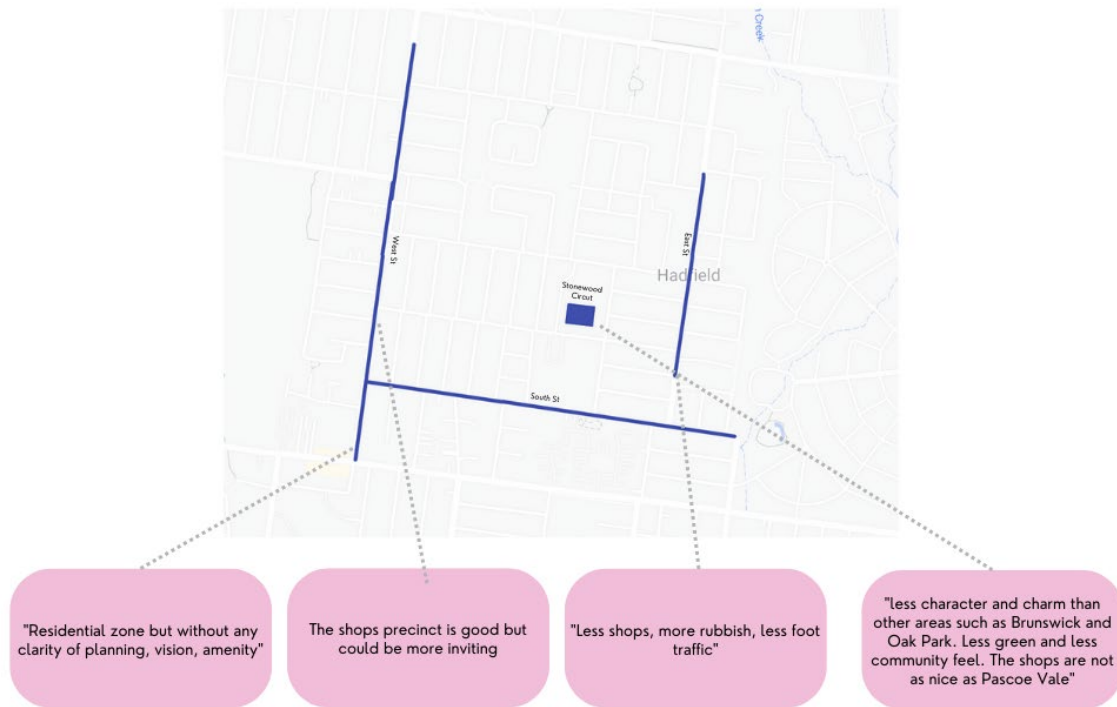 Creek
West St
East St
Hadfield
Stonewood
Circut
South St
"Residential zone but without any
clarity of planning, vision, amenity"
The shops precinct is good but
could be more inviting
"Less shops, more rubbish, less foot
traffic"
"less character and charm than
other areas such as Brunswick and
Oak Park. Less green and less
community feel. The shops are not
as nice as Pascoe Vale"